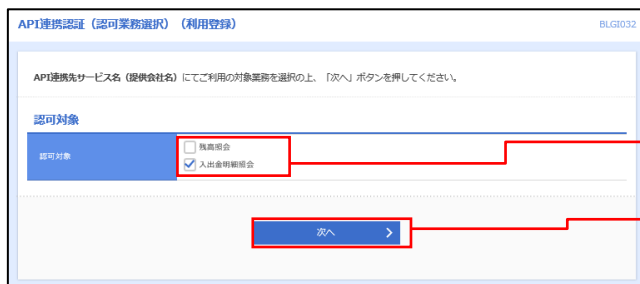 API連携認証（認可業務選択）（利用登録）
BLGI032
API連携先サービス名（提供会社名）にてご利用の対象業務を選択の上、「次へ」ボタンを押してください。
認可対象
認可対象
残高照会
入出金明細照会
次へ